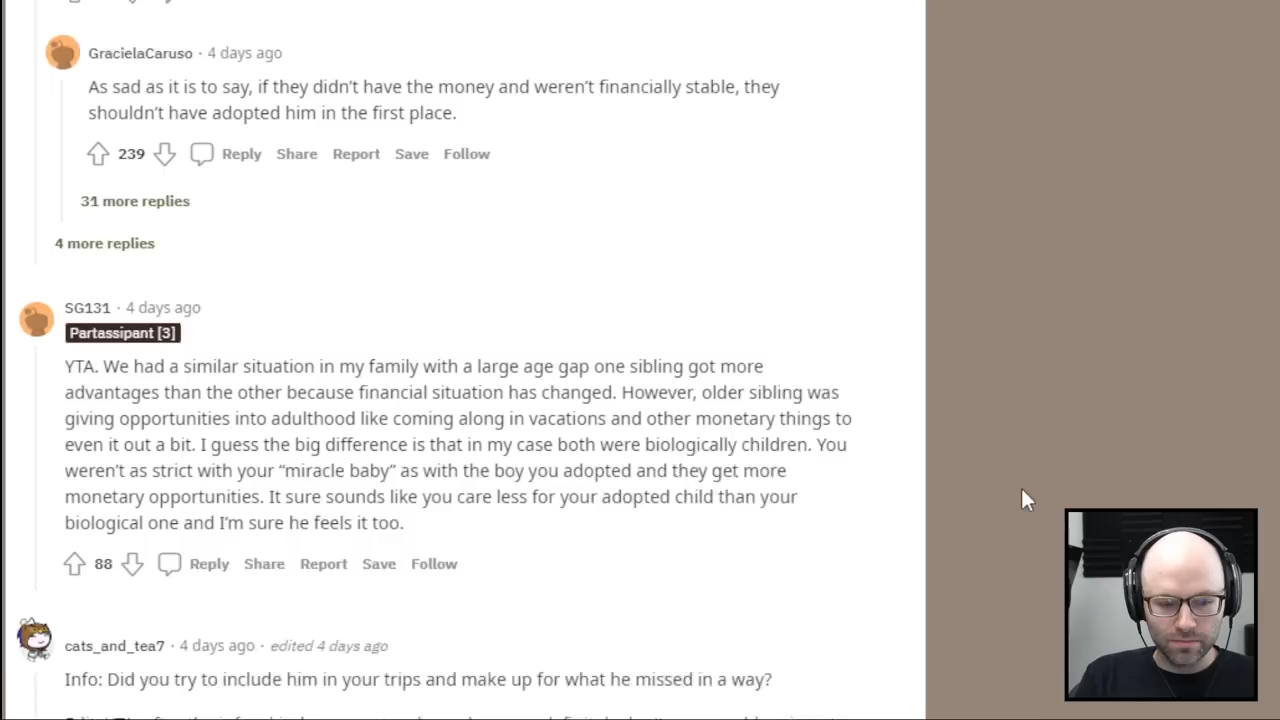 GracielaCaruso · 4 days ago
As sad as it is to say, if they didn't have the money and weren't financially stable, they
shouldn't have adopted him in the first place.
239 Reply Share Report Save Follow
31 more replies
4 more replies
SG131 · 4 days ago
Partassipant [3]
YTA. We had a similar situation in my family with a large age gap one sibling got more
advantages than the other because financial situation has changed. However, older sibling was
giving opportunities into adulthood like coming along in vacations and other monetary things to
even it out a bit. I guess the big difference is that in my case both were biologically children. You
weren't as strict with your “miracle baby” as with the boy you adopted and they get more
monetary opportunities. It sure sounds like you care less for your adopted child than your
biological one and I'm sure he feels it too.
88 Reply Share Report Save Follow
cats_and_tea7 · 4 days ago · edited 4 days ago
Info: Did you try to include him in your trips and make up for what he missed in a way?